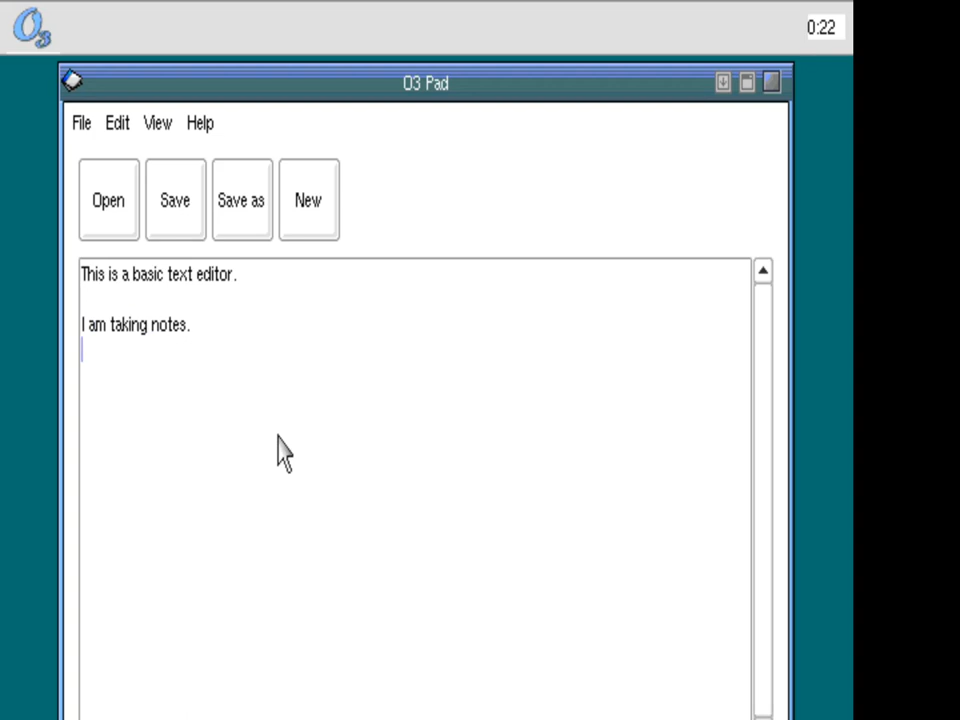 O3
0:22
O3 Pad
File Edit View Help
Open Save Save as New
This is a basic text editor.
I am taking notes.